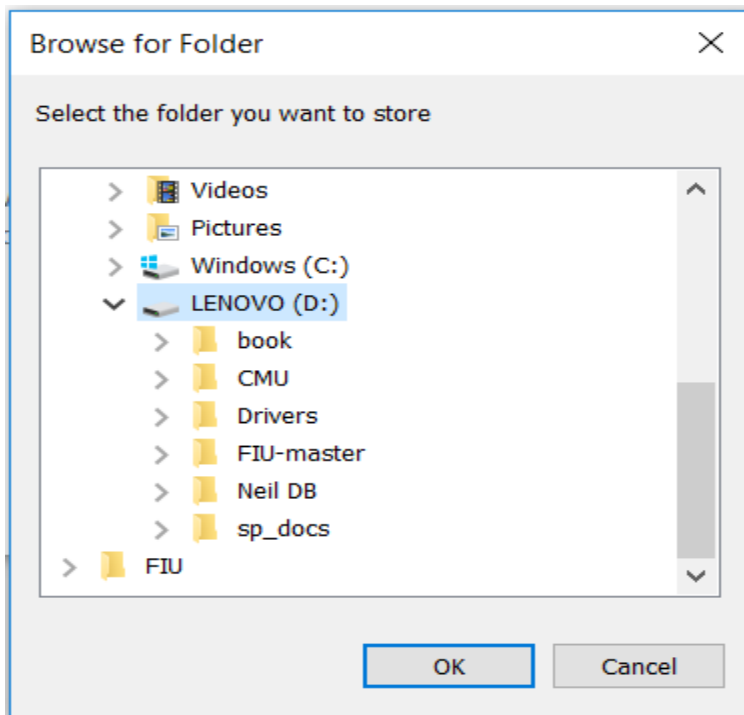 Browse for Folder
Select the folder you want to store
Videos
Pictures
Windows (C:)
LENOVO (D:)
book
CMU
Drivers
FIU-master
Neil DB
sp_docs
FIU
OK
Cancel